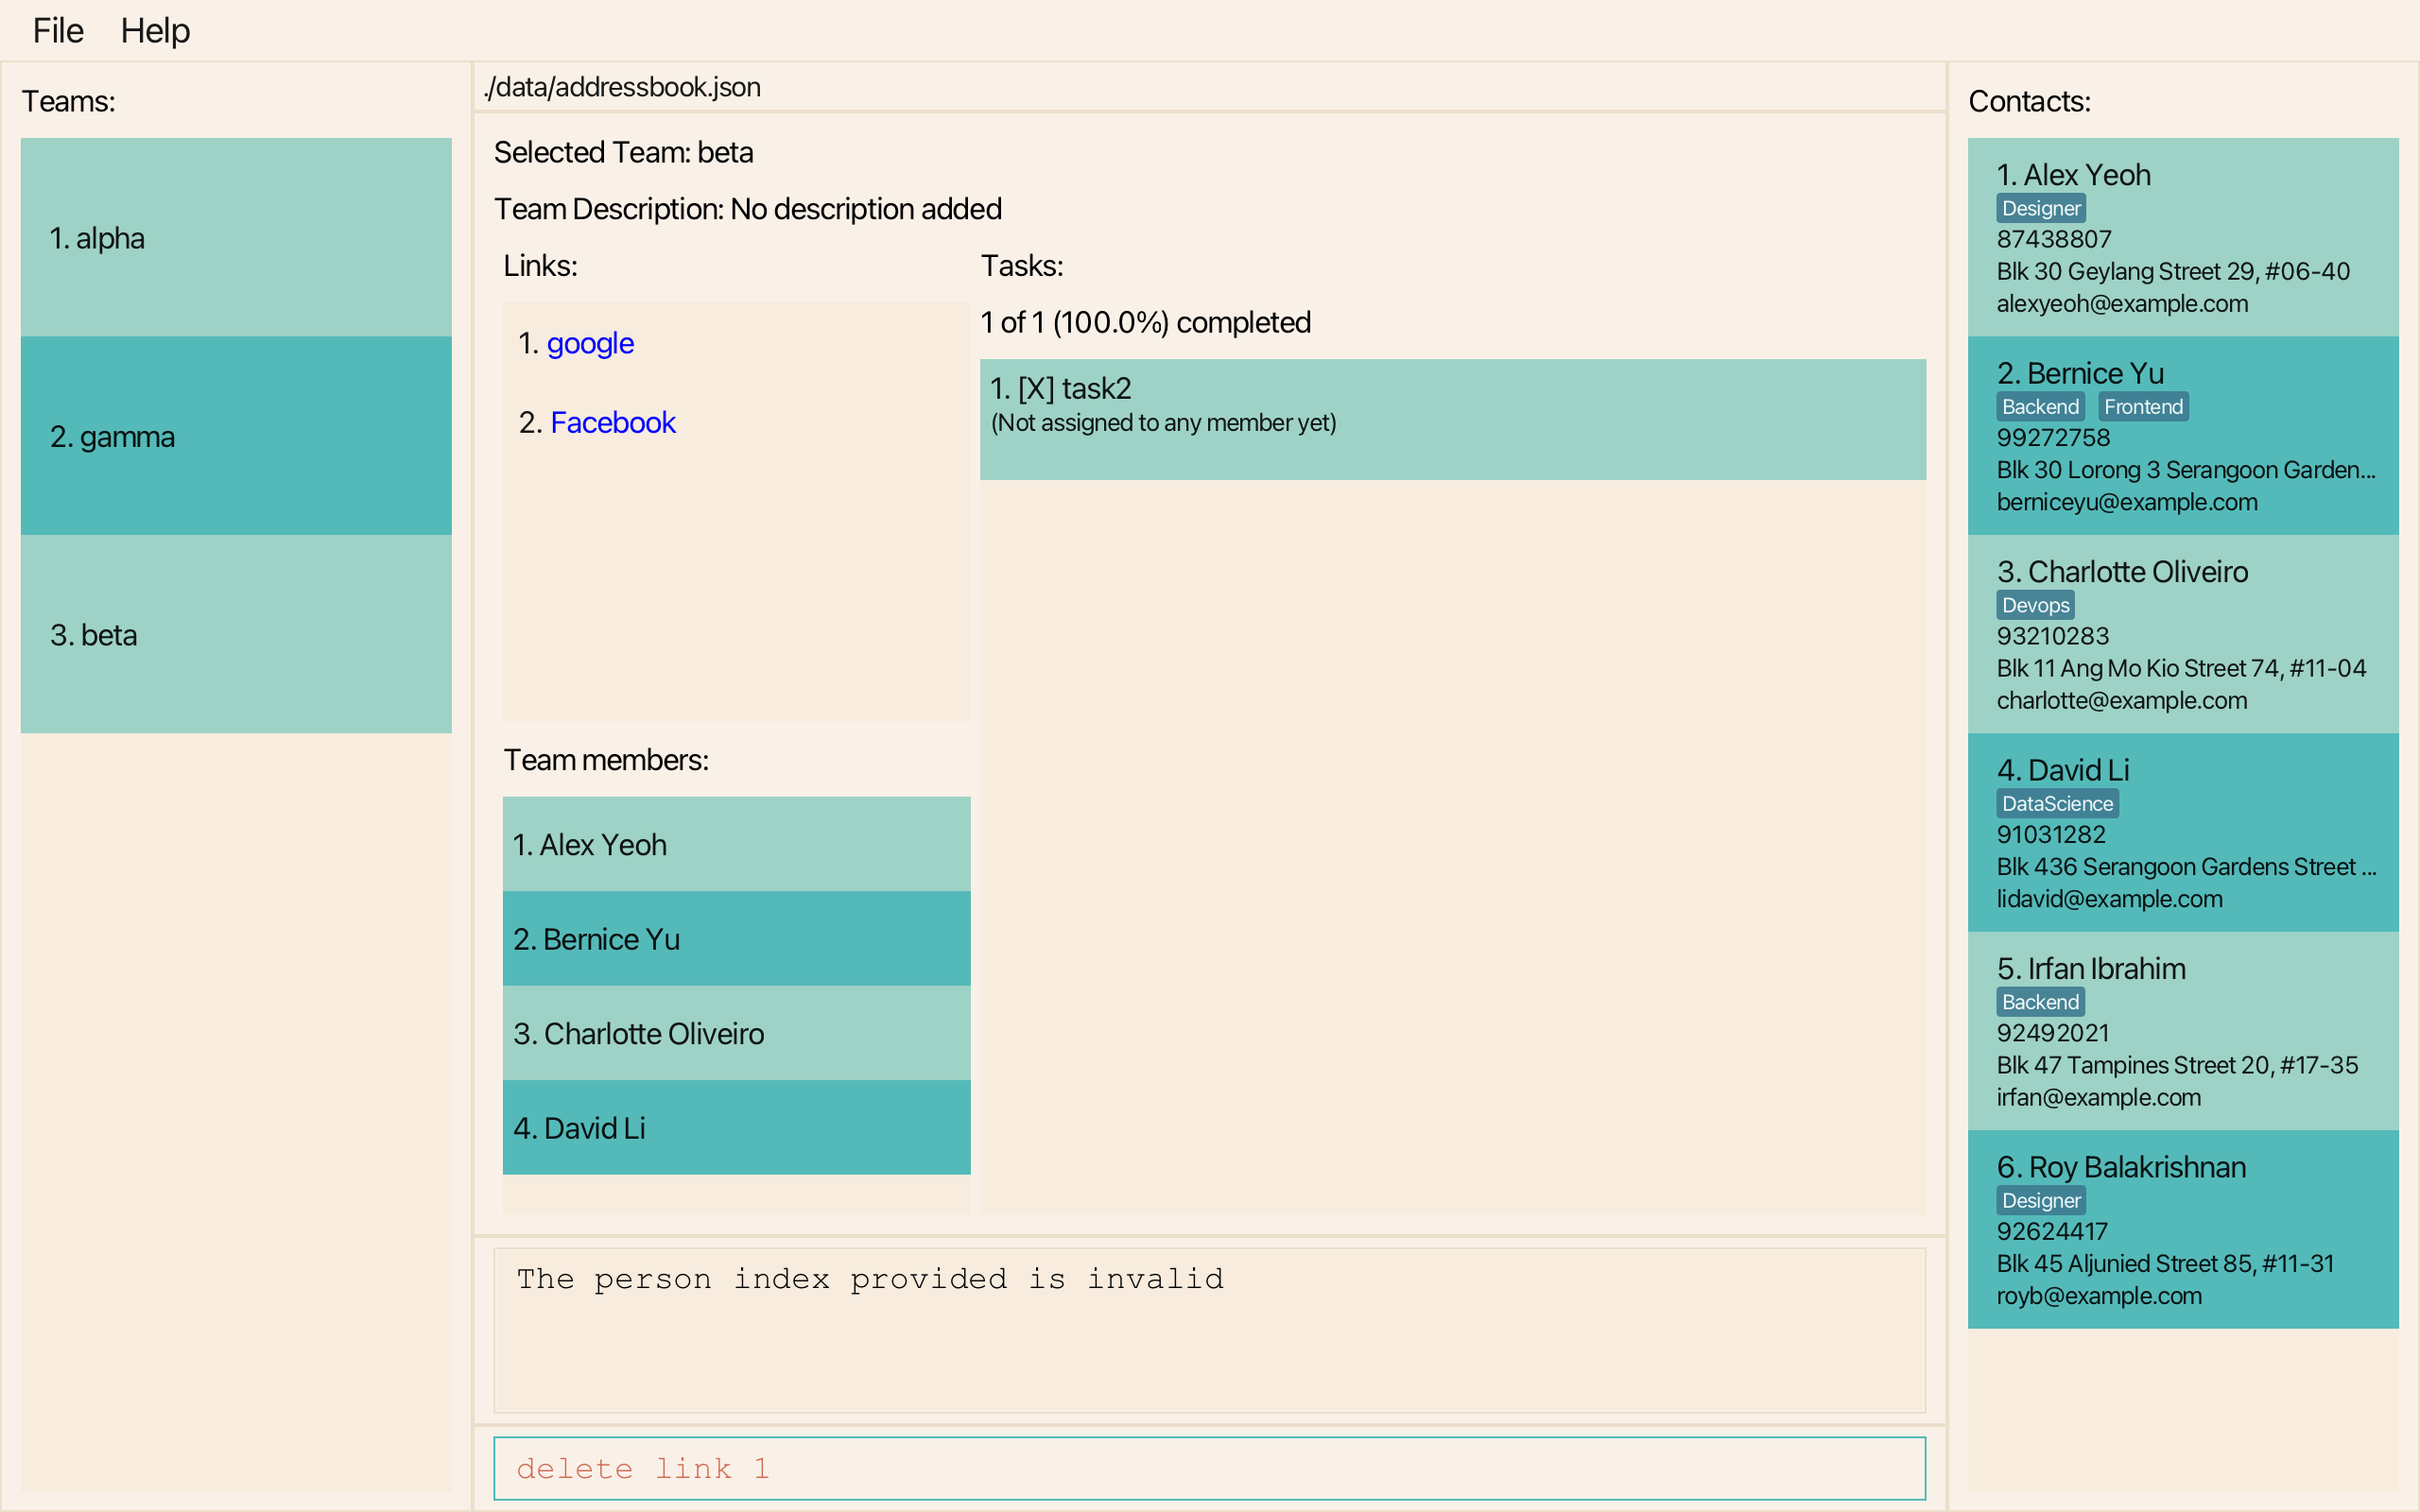 File Help
Teams:
1. alpha
2. gamma
3. beta
./data/addressbook.json
Selected Team: beta
Team Description: No description added
Links:
1. google
2. Facebook
Team members:
1. Alex Yeoh
2. Bernice Yu
3. Charlotte Oliveiro
4. David Li
Tasks:
1 of 1 (100.0%) completed
1. [X] task2
(Not assigned to any member yet)
The person index provided is invalid
delete link 1
Contacts:
1. Alex Yeoh
Designer
87438807
Blk 30 Geylang Street 29, #06-40
alexyeoh@example.com
2. Bernice Yu
Backend Frontend
99272758
Blk 30 Lorong 3 Serangoon Garden...
berniceyu@example.com
3. Charlotte Oliveiro
Devops
93210283
Blk 11 Ang Mo Kio Street 74, #11-04
charlotte@example.com
4. David Li
DataScience
91031282
Blk 436 Serangoon Gardens Street ...
lidavid@example.com
5. Irfan Ibrahim
Backend
92492021
Blk 47 Tampines Street 20, #17-35
irfan@example.com
6. Roy Balakrishnan
Designer
92624417
Blk 45 Aljunied Street 85, #11-31
royb@example.com